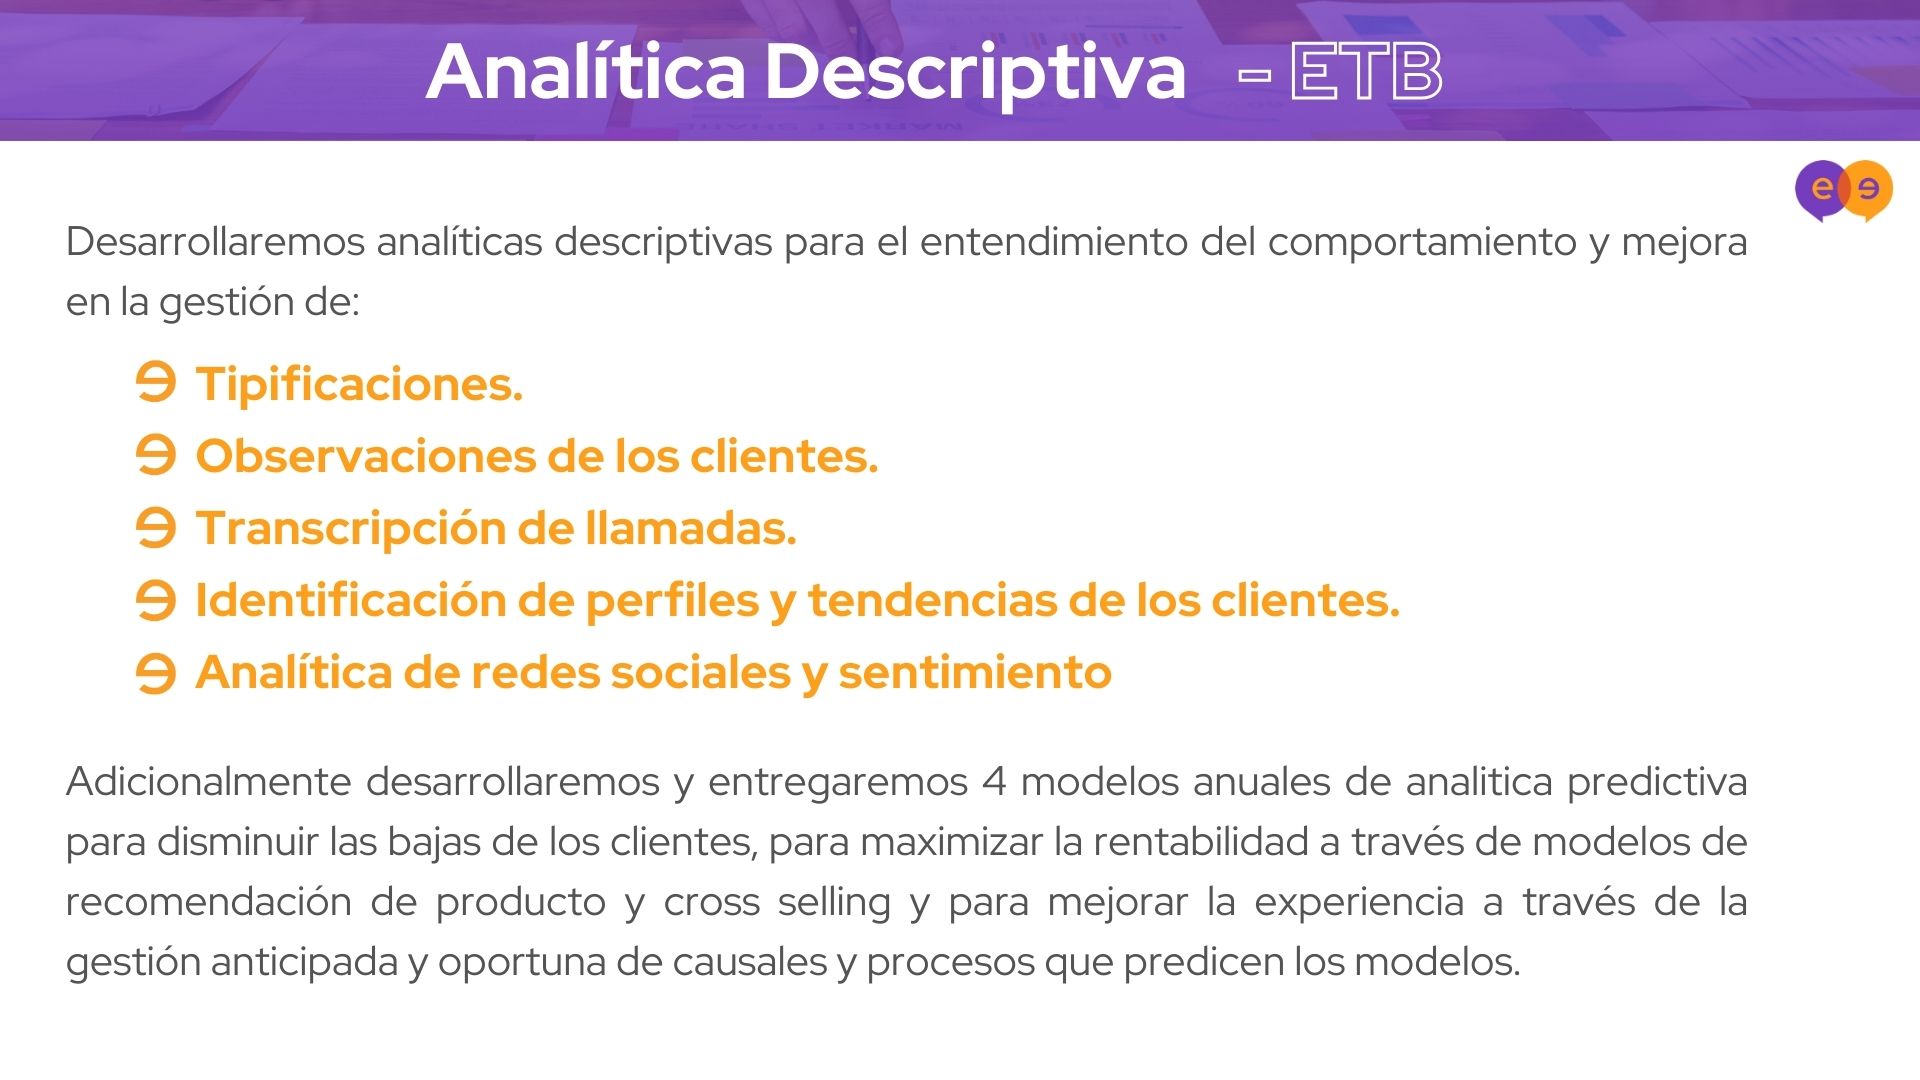 Analítica Descriptiva - ETB
MARKET SHARE
e e
Desarrollaremos analíticas descriptivas para el entendimiento del comportamiento y mejora
en la gestión de:
Tipificaciones.
Observaciones de los clientes.
Transcripción de llamadas.
Identificación de perfiles y tendencias de los clientes.
Analítica de redes sociales y sentimiento
Adicionalmente desarrollaremos y entregaremos 4 modelos anuales de analitica predictiva
para disminuir las bajas de los clientes, para maximizar la rentabilidad a través de modelos de
recomendación de producto y cross selling y para mejorar la experiencia a través de la
gestión anticipada y oportuna de causales y procesos que predicen los modelos.